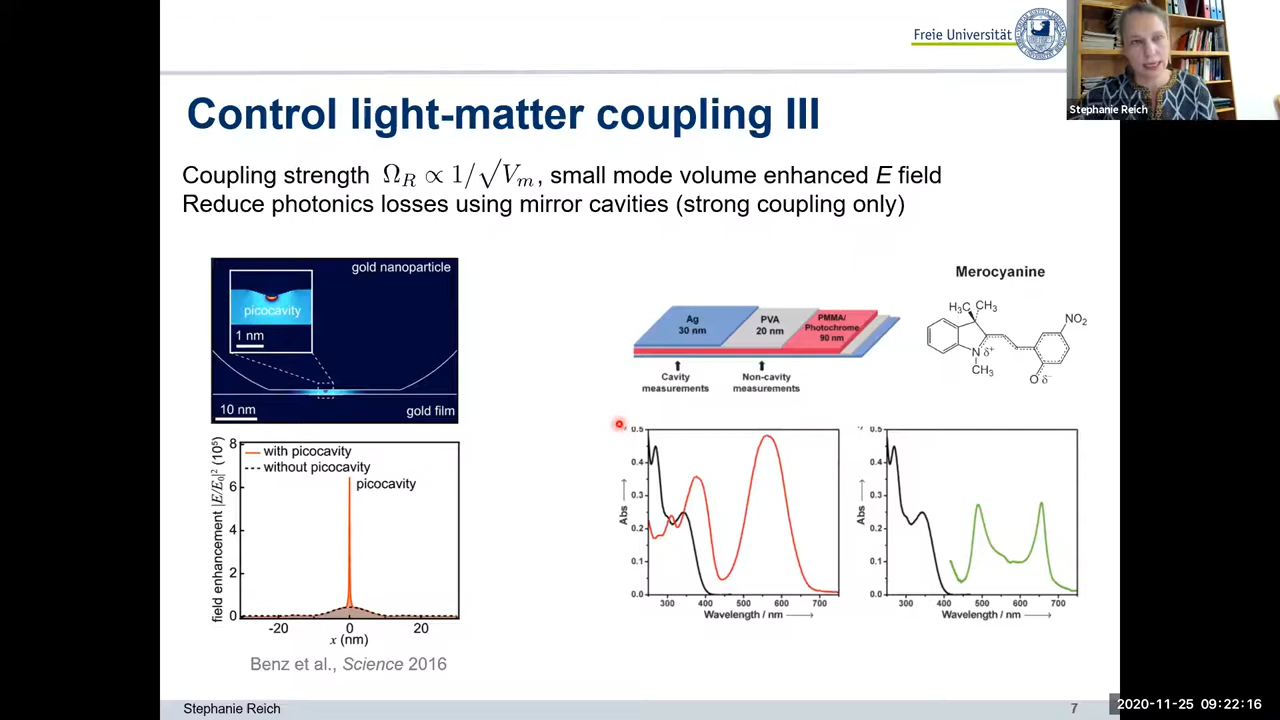 Freie Universität
Stephanie Reich
Control light-matter coupling III
Coupling strength Ω_R ∝ 1/√V_m, small mode volume enhanced E field
Reduce photonics losses using mirror cavities (strong coupling only)
gold nanoparticle
picocavity
1 nm
10 nm
gold film
8
6
4
2
0
field enhancement |E/E₀|² (10⁵)
with picocavity
without picocavity
picocavity
-20 0 20
x (nm)
Benz et al., Science 2016
Ag
30 nm
PVA
20 nm
PMMA/
Photochrome
90 nm
Cavity
measurements
Non-cavity
measurements
Merocyanine
H₃C CH₃
NO₂
N δ+
CH₃
O δ−
0.5
0.4
0.3
0.2
0.1
0.0
Abs
300 400 500 600 700
Wavelength / nm
0.5
0.4
0.3
0.2
0.1
0.0
Abs
300 400 500 600 700
Wavelength / nm
Stephanie Reich
7
2020-11-25 09:22:16